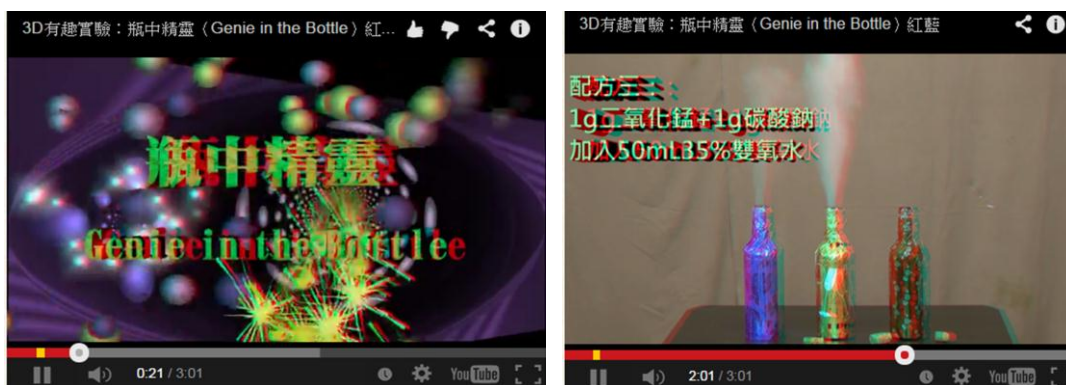 3D有趣實驗：瓶中精靈〈Genie in the Bottle〉紅...
瓶中精靈
Genie in the Bottle
0:21 / 3:01
YouTube
3D有趣實驗：瓶中精靈〈Genie in the Bottle〉紅藍
配方三：
1g二氧化錳+1g碳酸鈉
加入50mL35%雙氧水
2:01 / 3:01
YouTube